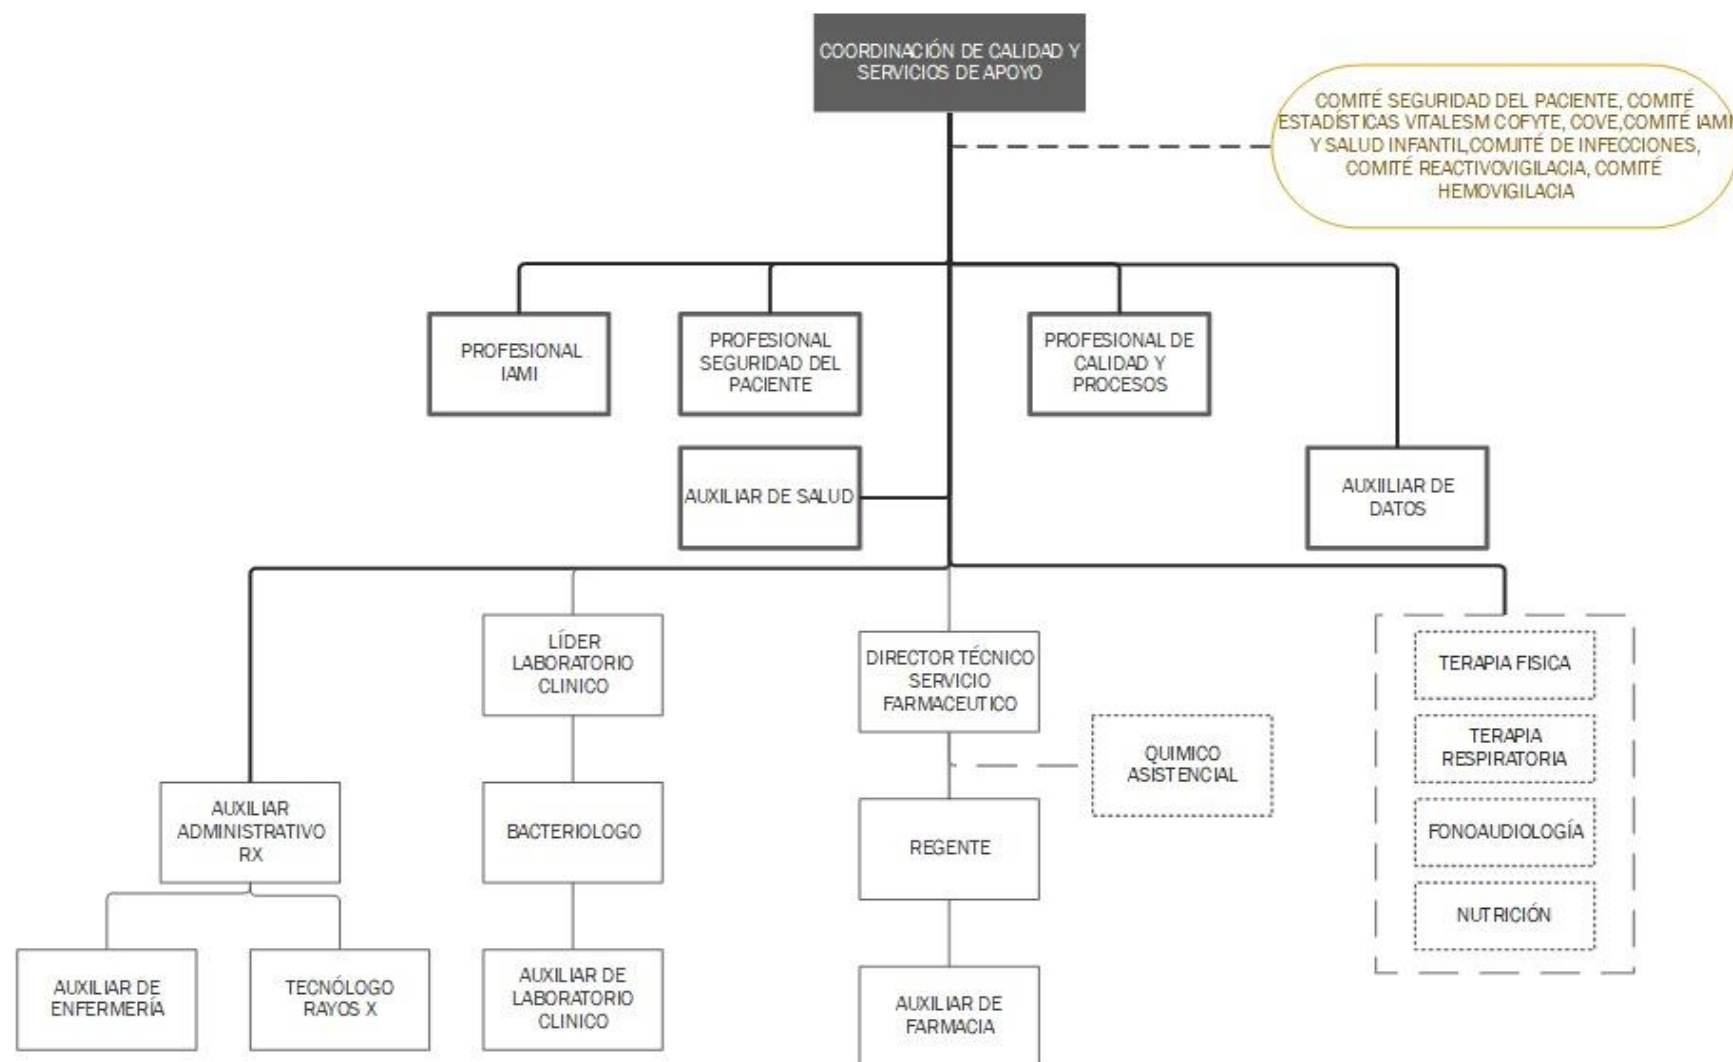 COORDINACIÓN DE CALIDAD Y
SERVICIOS DE APOYO
COMITÉ SEGURIDAD DEL PACIENTE, COMITÉ
ESTADÍSTICAS VITALESM COFYTE, COVE,COMITÉ IAMI
Y SALUD INFANTIL,COMJITÉ DE INFECCIONES,
COMITÉ REACTIVOVIGILACIA, COMITÉ
HEMOVIGILACIA
PROFESIONAL
IAMI
PROFESIONAL
SEGURIDAD DEL
PACIENTE
PROFESIONAL DE
CALIDAD Y
PROCESOS
AUXILIAR DE SALUD
AUXIILIAR DE
DATOS
LÍDER
LABORATORIO
CLINICO
DIRECTOR TÉCNICO
SERVICIO
FARMACEUTICO
TERAPIA FISICA
QUIMICO
ASISTENCIAL
TERAPIA
RESPIRATORIA
AUXILIAR
ADMINISTRATIVO
RX
BACTERIOLOGO
REGENTE
FONOAUDIOLOGÍA
NUTRICIÓN
AUXILIAR DE
ENFERMERÍA
TECNÓLOGO
RAYOS X
AUXILIAR DE
LABORATORIO
CLINICO
AUXILIAR DE
FARMACIA